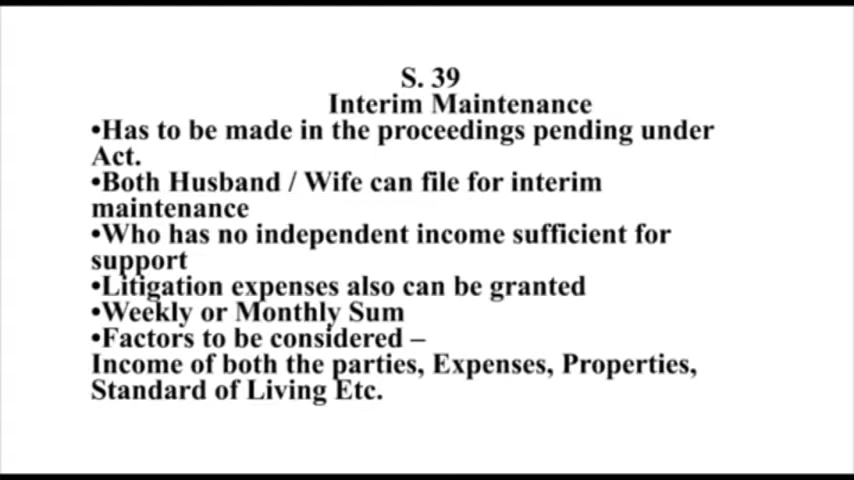 S. 39
Interim Maintenance
•Has to be made in the proceedings pending under
Act.
•Both Husband / Wife can file for interim
maintenance
•Who has no independent income sufficient for
support
•Litigation expenses also can be granted
•Weekly or Monthly Sum
•Factors to be considered –
Income of both the parties, Expenses, Properties,
Standard of Living Etc.